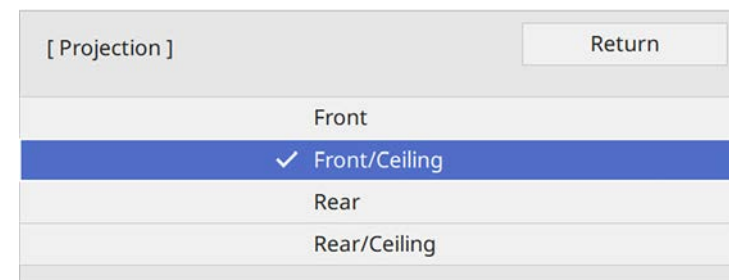 [ Projection ]
Return
Front
Front/Ceiling
Rear
Rear/Ceiling